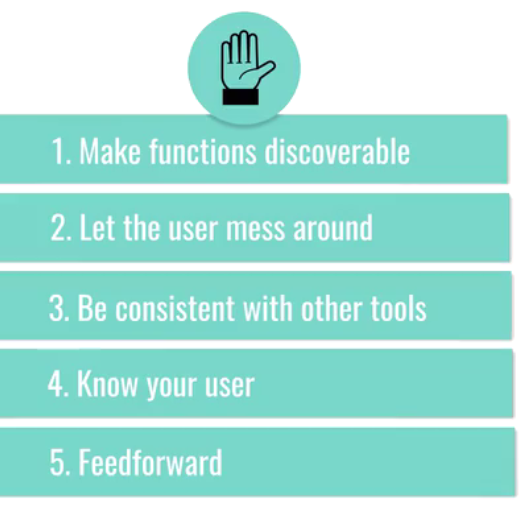 1. Make functions discoverable
2. Let the user mess around
3. Be consistent with other tools
4. Know your user
5. Feedforward